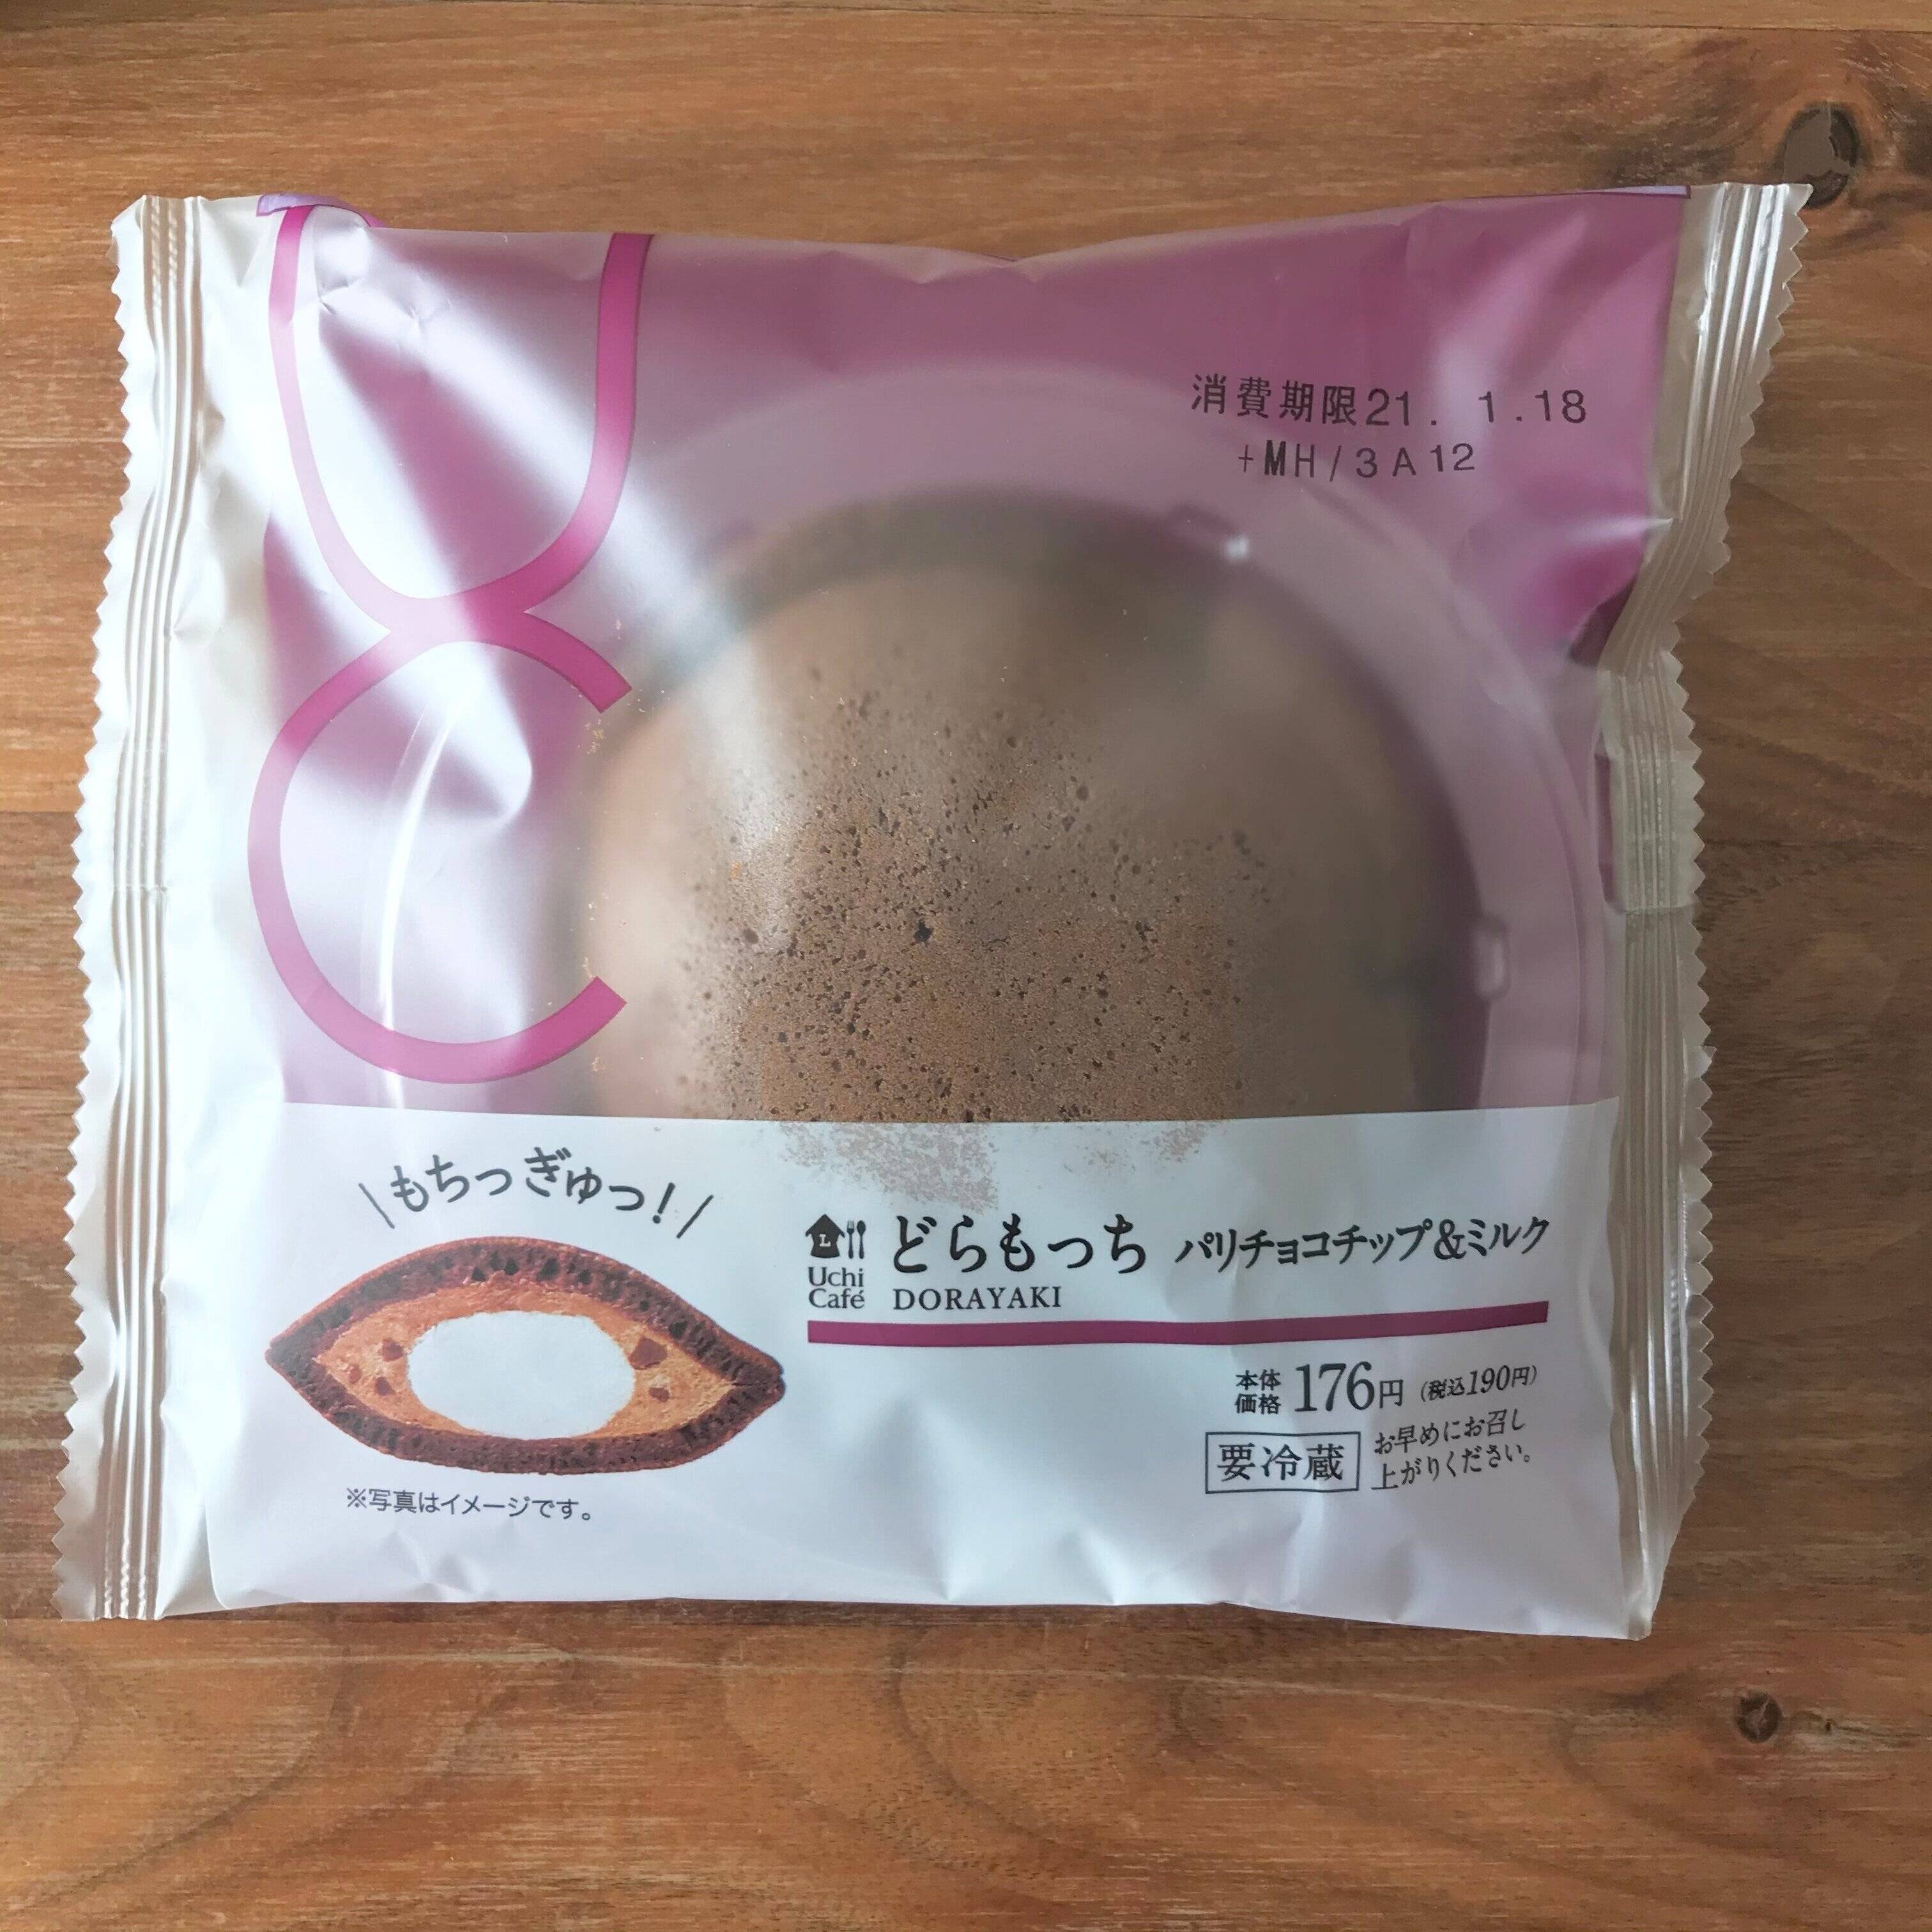 消費期限21. 1.18
+MH/3A12
\もちっぎゅっ!/
Uchi
Café
どらもっち パリチョコチップ&ミルク
DORAYAKI
本体
価格 176円 (税込190円)
要冷蔵
お早めにお召し
上がりください。
※写真はイメージです。